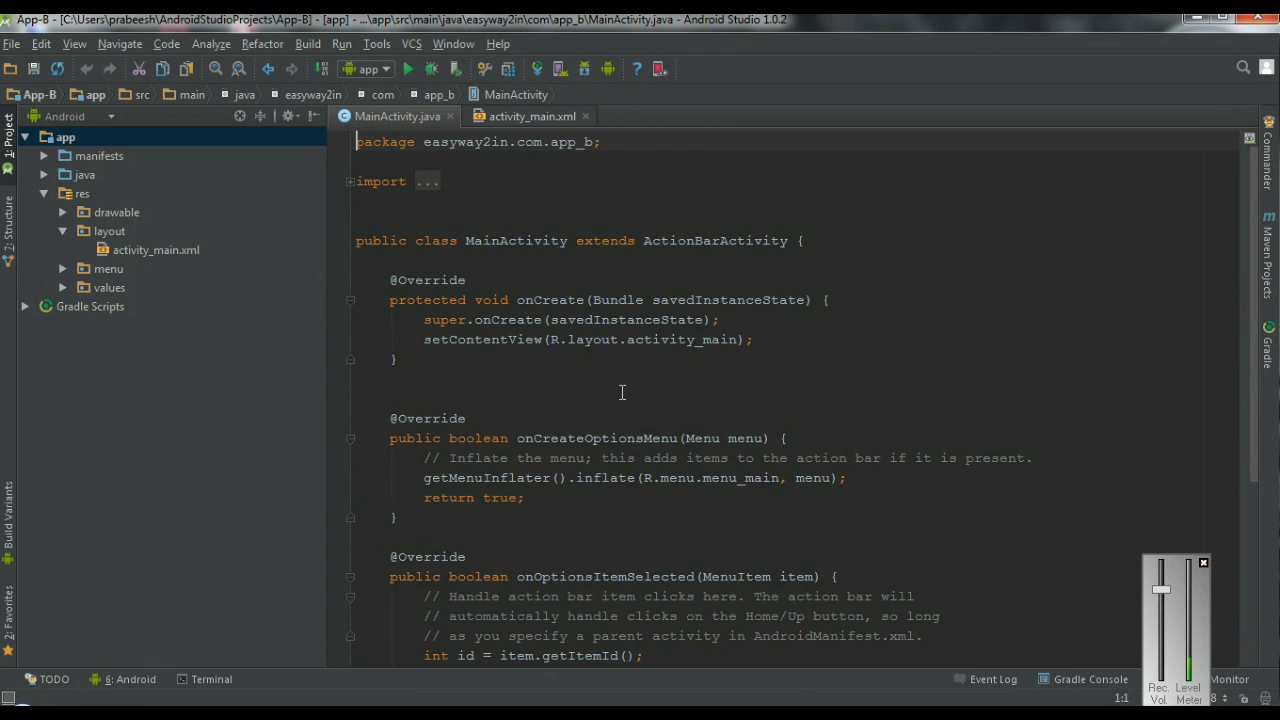 App-B - [C:\Users\prabeesh\AndroidStudioProjects\App-B] - [app] - ...\app\src\main\java\easyway2in\com\app_b\MainActivity.java - Android Studio 1.0.2
File Edit View Navigate Code Analyze Refactor Build Run Tools VCS Window Help
app
App-B app src main java easyway2in com app_b MainActivity
1: Project
7: Structure
Build Variants
2: Favorites
Android
app
manifests
java
res
drawable
layout
activity_main.xml
menu
values
Gradle Scripts
MainActivity.java activity_main.xml
package easyway2in.com.app_b;
import ...
public class MainActivity extends ActionBarActivity {
@Override
protected void onCreate(Bundle savedInstanceState) {
super.onCreate(savedInstanceState);
setContentView(R.layout.activity_main);
}
@Override
public boolean onCreateOptionsMenu(Menu menu) {
// Inflate the menu; this adds items to the action bar if it is present.
getMenuInflater().inflate(R.menu.menu_main, menu);
return true;
}
@Override
public boolean onOptionsItemSelected(MenuItem item) {
// Handle action bar item clicks here. The action bar will
// automatically handle clicks on the Home/Up button, so long
// as you specify a parent activity in AndroidManifest.xml.
int id = item.getItemId();
Commander
Maven Projects
Gradle
Rec. Level
Vol. Meter
TODO 6: Android Terminal Event Log Gradle Console Monitor
1:1 8